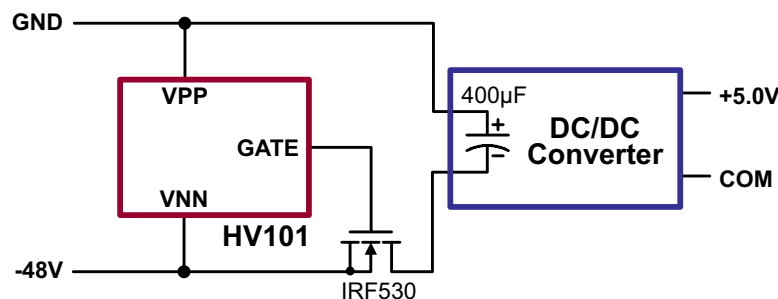 GND
VPP
GATE
VNN
HV101
-48V
IRF530
400µF
+
−
DC/DC
Converter
+5.0V
COM